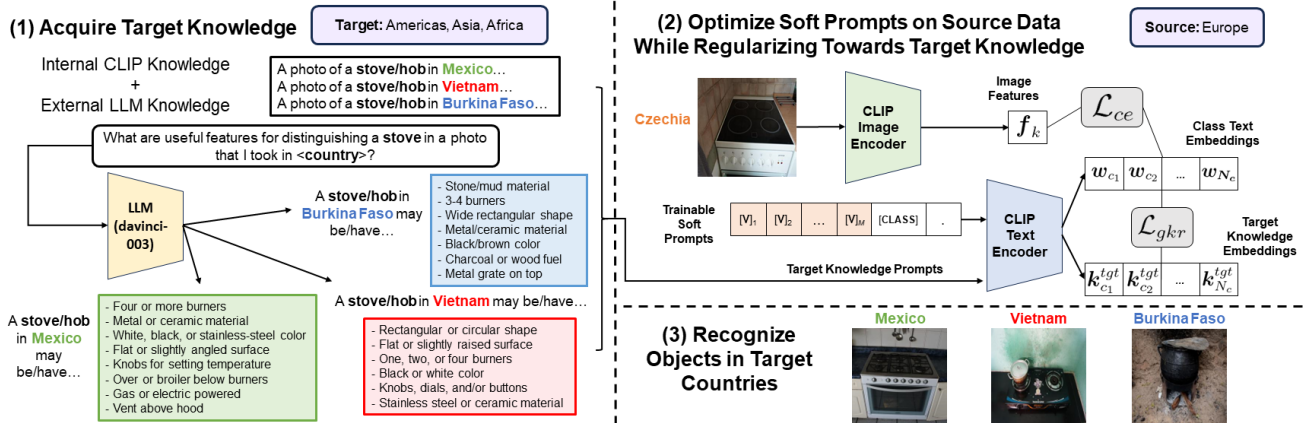 (1) Acquire Target Knowledge
Target: Americas, Asia, Africa
Internal CLIP Knowledge
+
External LLM Knowledge
A photo of a stove/hob in Mexico…
A photo of a stove/hob in Vietnam…
A photo of a stove/hob in Burkina Faso…
What are useful features for distinguishing a stove in a photo
that I took in <country>?
LLM
(davinci-
003)
A stove/hob in
Burkina Faso may
be/have…
- Stone/mud material
- 3-4 burners
- Wide rectangular shape
- Metal/ceramic material
- Black/brown color
- Charcoal or wood fuel
- Metal grate on top
A stove/hob
in Mexico
may
be/have…
- Four or more burners
- Metal or ceramic material
- White, black, or stainless-steel color
- Flat or slightly angled surface
- Knobs for setting temperature
- Over or broiler below burners
- Gas or electric powered
- Vent above hood
A stove/hob in Vietnam may be/have…
- Rectangular or circular shape
- Flat or slightly raised surface
- One, two, or four burners
- Black or white color
- Knobs, dials, and/or buttons
- Stainless steel or ceramic material
(2) Optimize Soft Prompts on Source Data
While Regularizing Towards Target Knowledge
Source: Europe
Czechia
CLIP
Image
Encoder
Image
Features
f_k
L_ce
Class Text
Embeddings
w_{c_1} w_{c_2} ... w_{N_c}
Trainable
Soft
Prompts
[V]_1 [V]_2 … [V]_M [CLASS] .
CLIP
Text
Encoder
L_gkr
Target
Knowledge
Embeddings
Target Knowledge Prompts
k^{tgt}_{c_1} k^{tgt}_{c_2} ... k^{tgt}_{N_c}
(3) Recognize
Objects in Target
Countries
Mexico
Vietnam
Burkina Faso